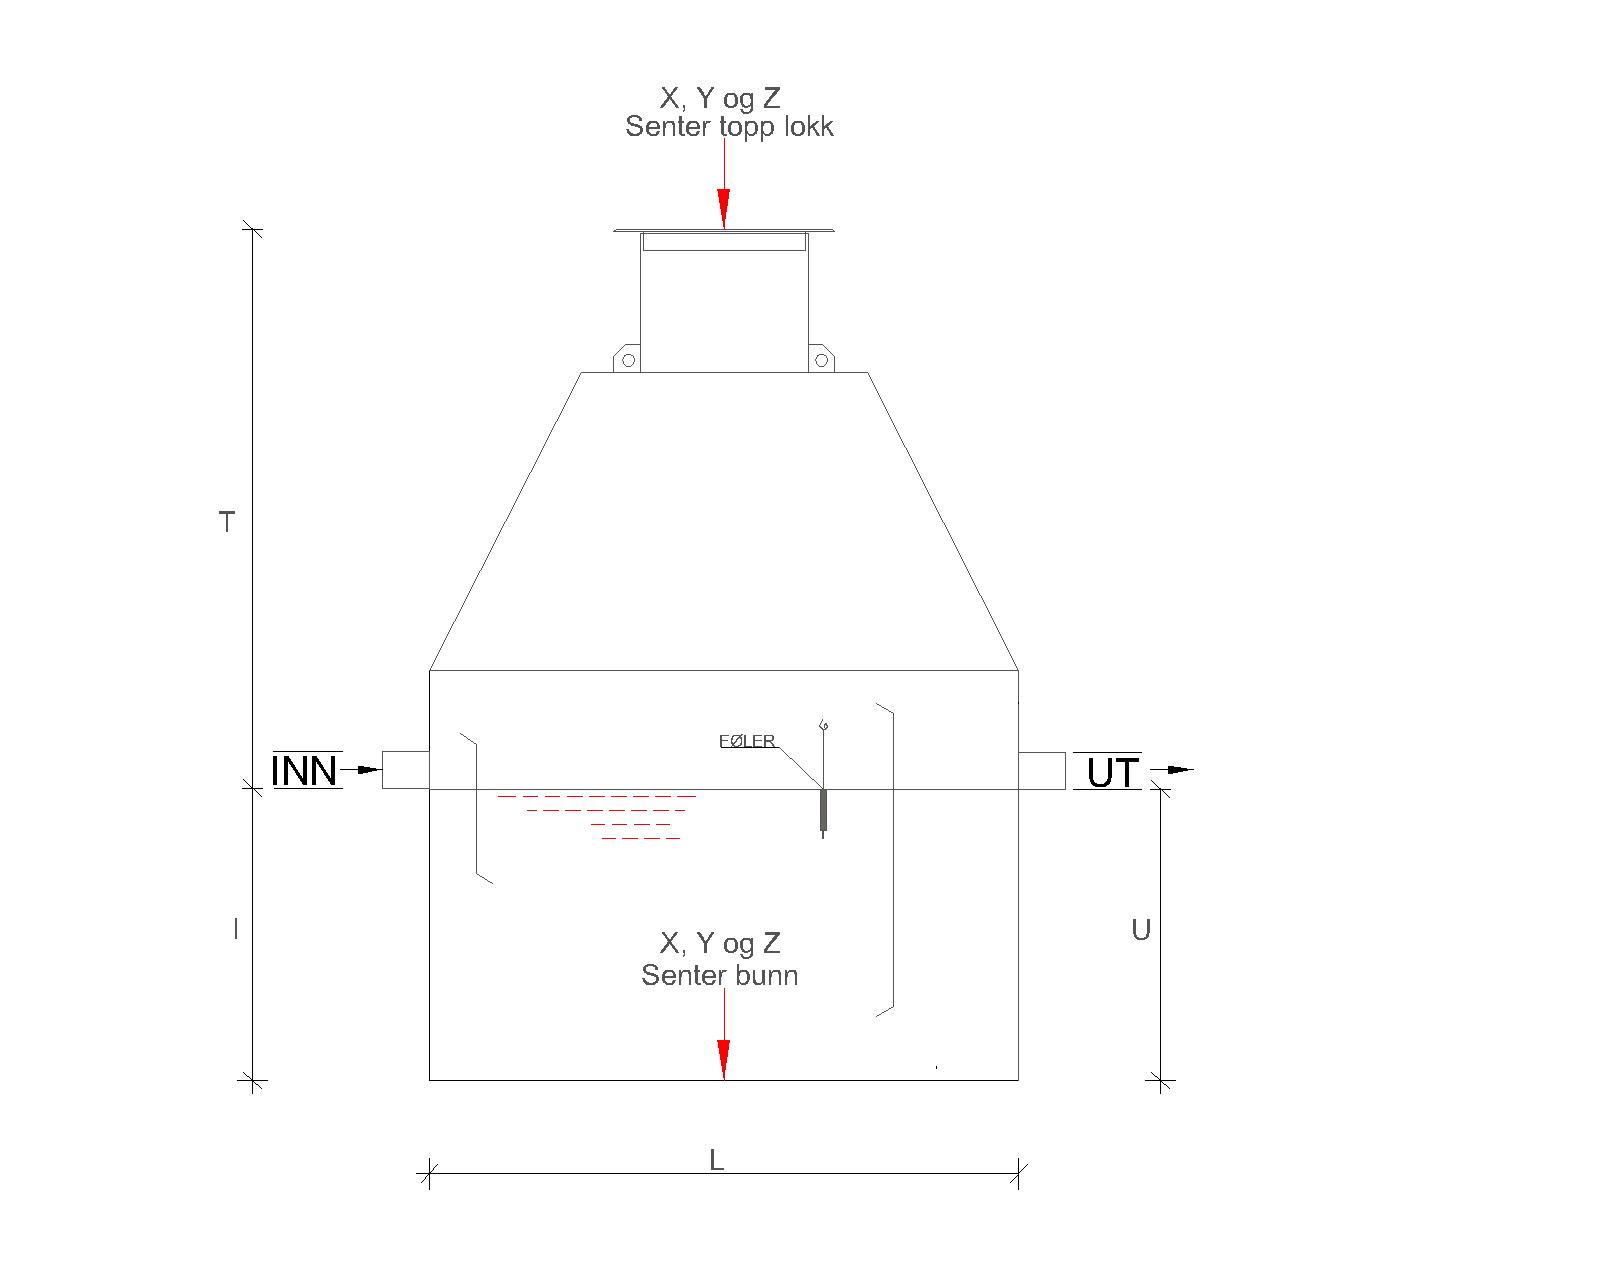 X, Y og Z
Senter topp lokk
T
FØLER
INN
UT
I
U
X, Y og Z
Senter bunn
L